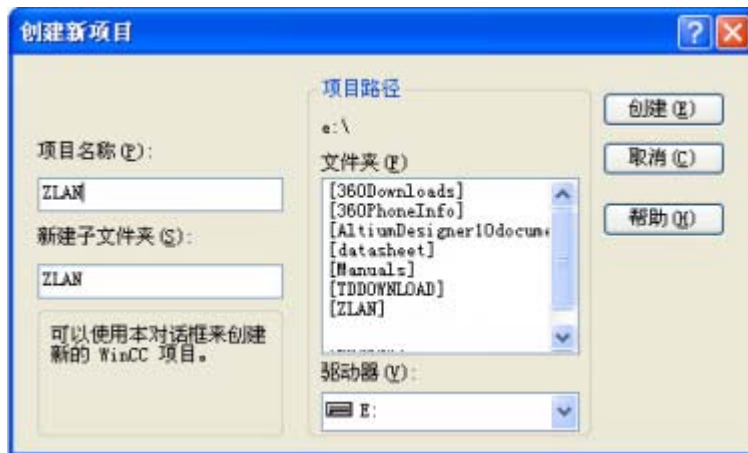 创建新项目
项目名称(P):
ZLAN
新建子文件夹(S):
ZLAN
可以使用本对话框来创建
新的 WinCC 项目。
项目路径
e:\
文件夹(F)
[360Downloads]
[360PhoneInfo]
[AltiumDesigner10docume
[datasheet]
[Manuals]
[TDDOWNLOAD]
[ZLAN]
驱动器(V):
E:
创建(E)
取消(C)
帮助(H)